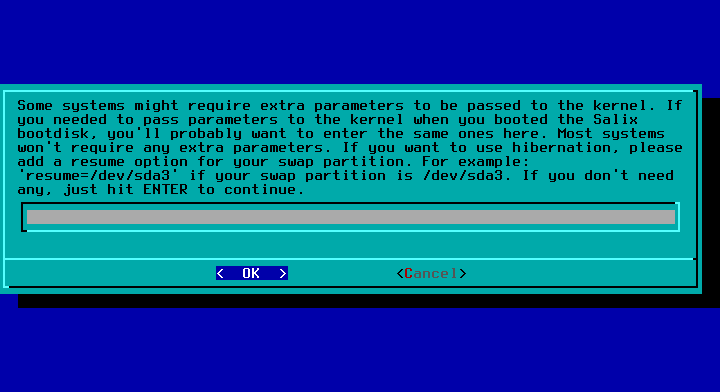 Some systems might require extra parameters to be passed to the kernel. If
you needed to pass parameters to the kernel when you booted the Salix
bootdisk, you'll probably want to enter the same ones here. Most systems
won't require any extra parameters. If you want to use hibernation, please
add a resume option for your swap partition. For example:
'resume=/dev/sda3' if your swap partition is /dev/sda3. If you don't need
any, just hit ENTER to continue.
<  OK  > <Cancel>